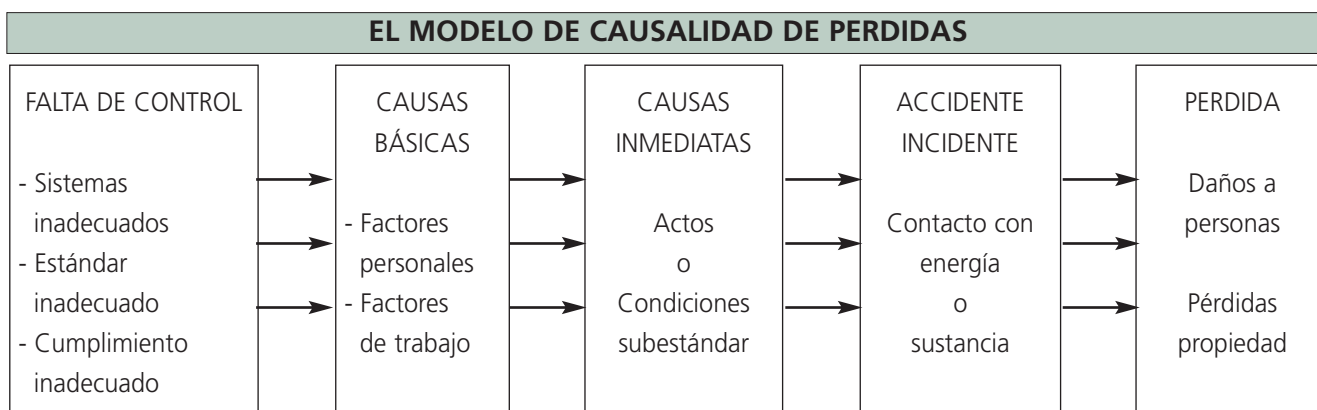 EL MODELO DE CAUSALIDAD DE PERDIDAS
FALTA DE CONTROL
- Sistemas
inadecuados
- Estándar
inadecuado
- Cumplimiento
inadecuado
CAUSAS
BÁSICAS
- Factores
personales
- Factores
de trabajo
CAUSAS
INMEDIATAS
Actos
o
Condiciones
subestándar
ACCIDENTE
INCIDENTE
Contacto con
energía
o
sustancia
PERDIDA
Daños a
personas
Pérdidas
propiedad